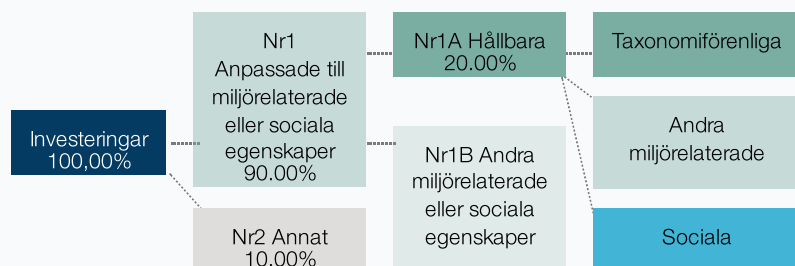 Investeringar
100,00%
Nr1
Anpassade till
miljörelaterade
eller sociala
egenskaper
90.00%
Nr2 Annat
10.00%
Nr1A Hållbara
20.00%
Nr1B Andra
miljörelaterade
eller sociala
egenskaper
Taxonomiförenliga
Andra
miljörelaterade
Sociala